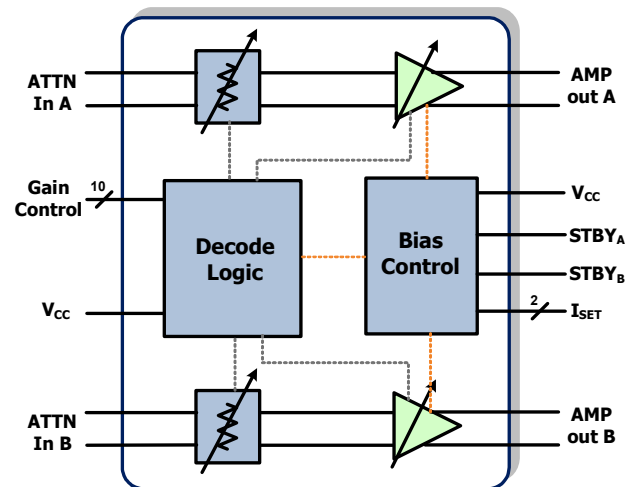 ATTN
In A
AMP
out A
Gain
Control
10
Decode
Logic
Bias
Control
VCC
STBYA
STBYB
2
ISET
VCC
ATTN
In B
AMP
out B